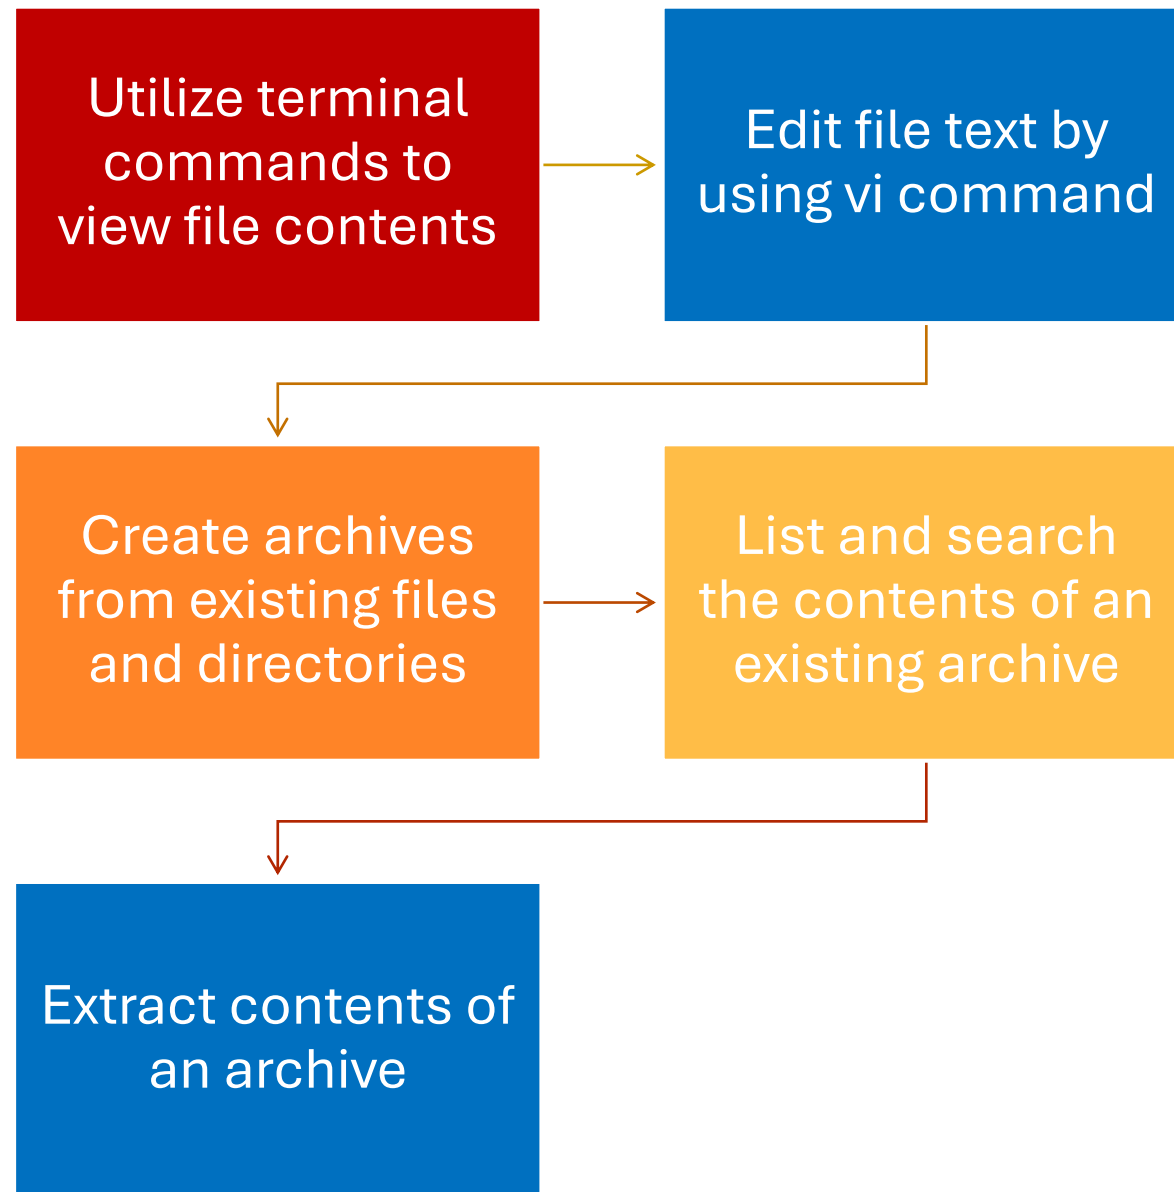 Utilize terminal
commands to
view file contents
Edit file text by
using vi command
Create archives
from existing files
and directories
List and search
the contents of an
existing archive
Extract contents of
an archive